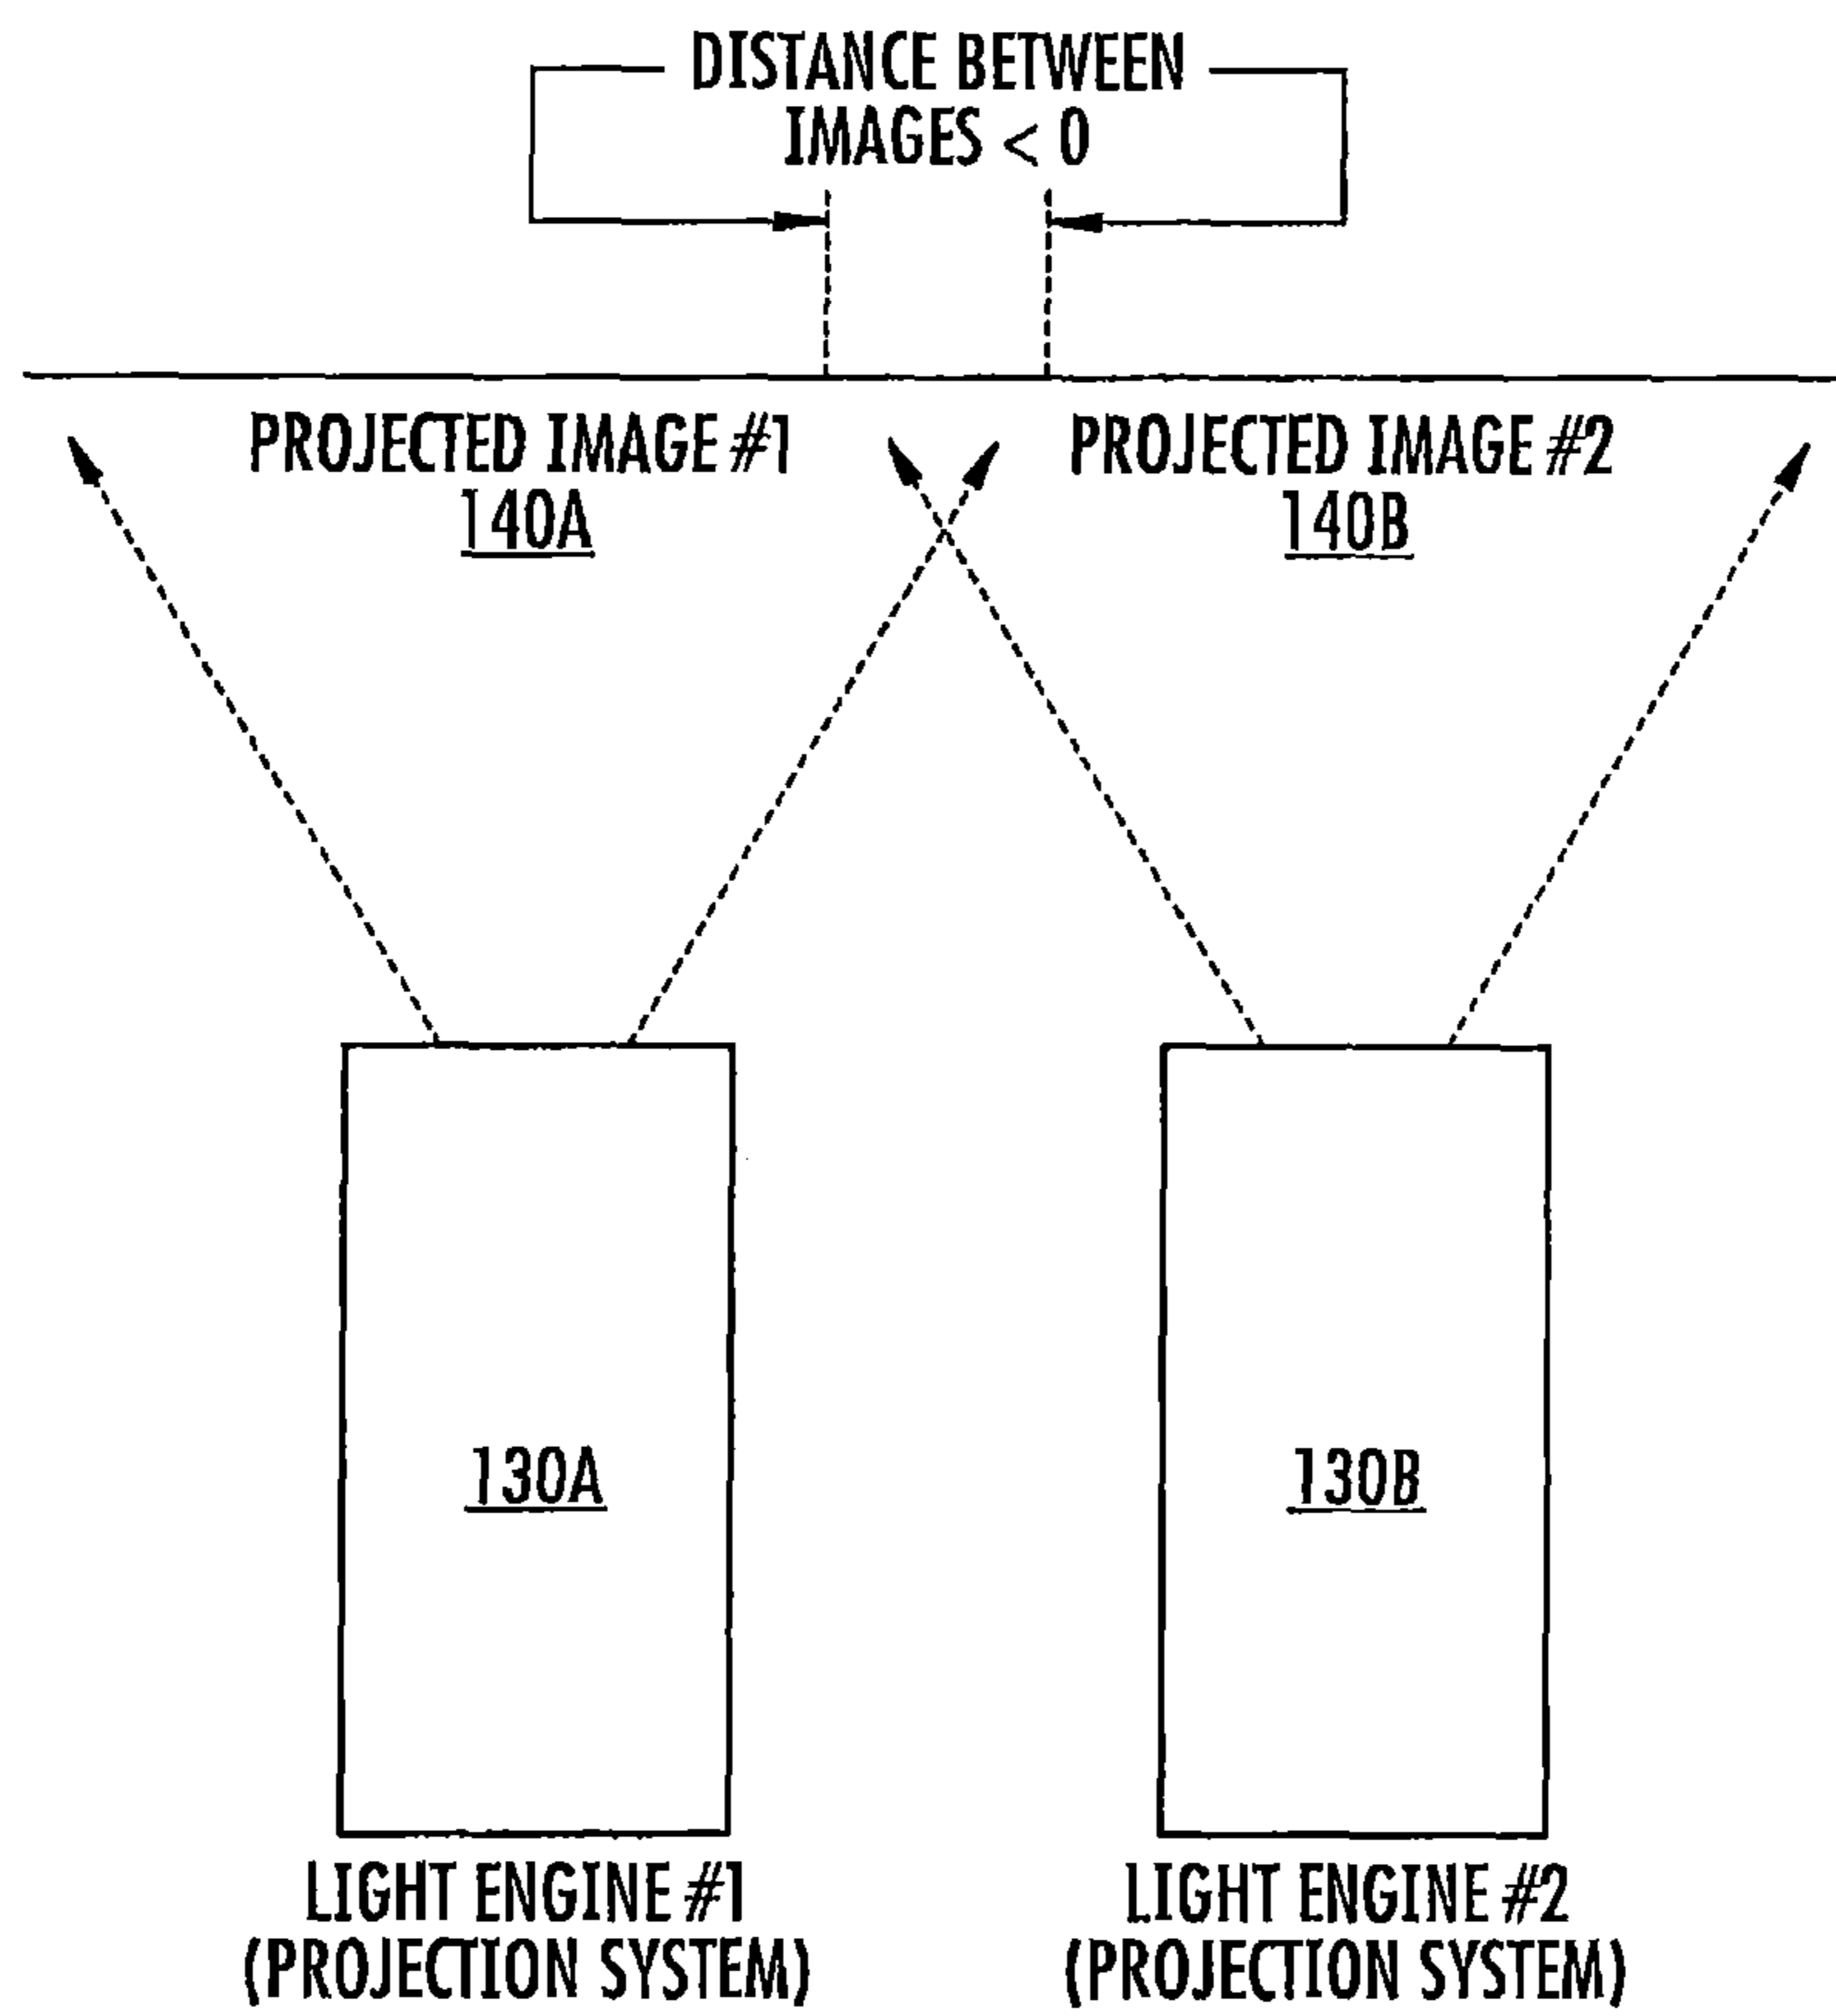 DISTANCE BETWEEN
IMAGES < 0
PROJECTED IMAGE #1
140A
PROJECTED IMAGE #2
140B
130A
130B
LIGHT ENGINE #1
(PROJECTION SYSTEM)
LIGHT ENGINE #2
(PROJECTION SYSTEM)